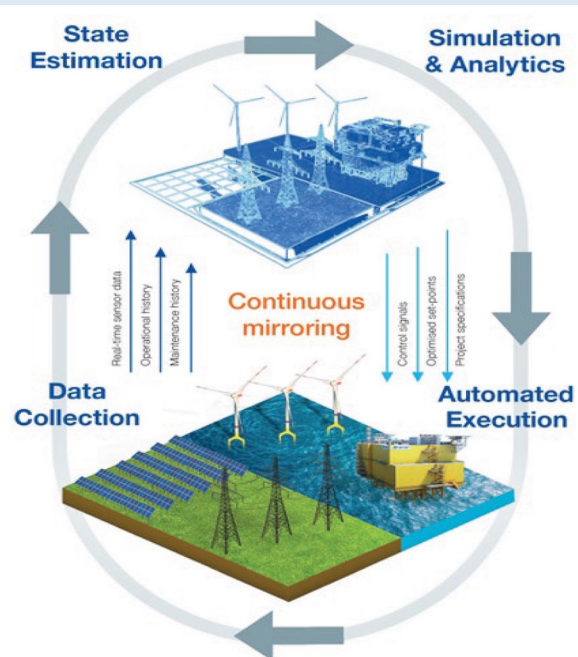 State
Estimation
Simulation
& Analytics
Real-time sensor data
Operational history
Maintenance history
Continuous
mirroring
Control signals
Optimised set-points
Project specifications
Data
Collection
Automated
Execution